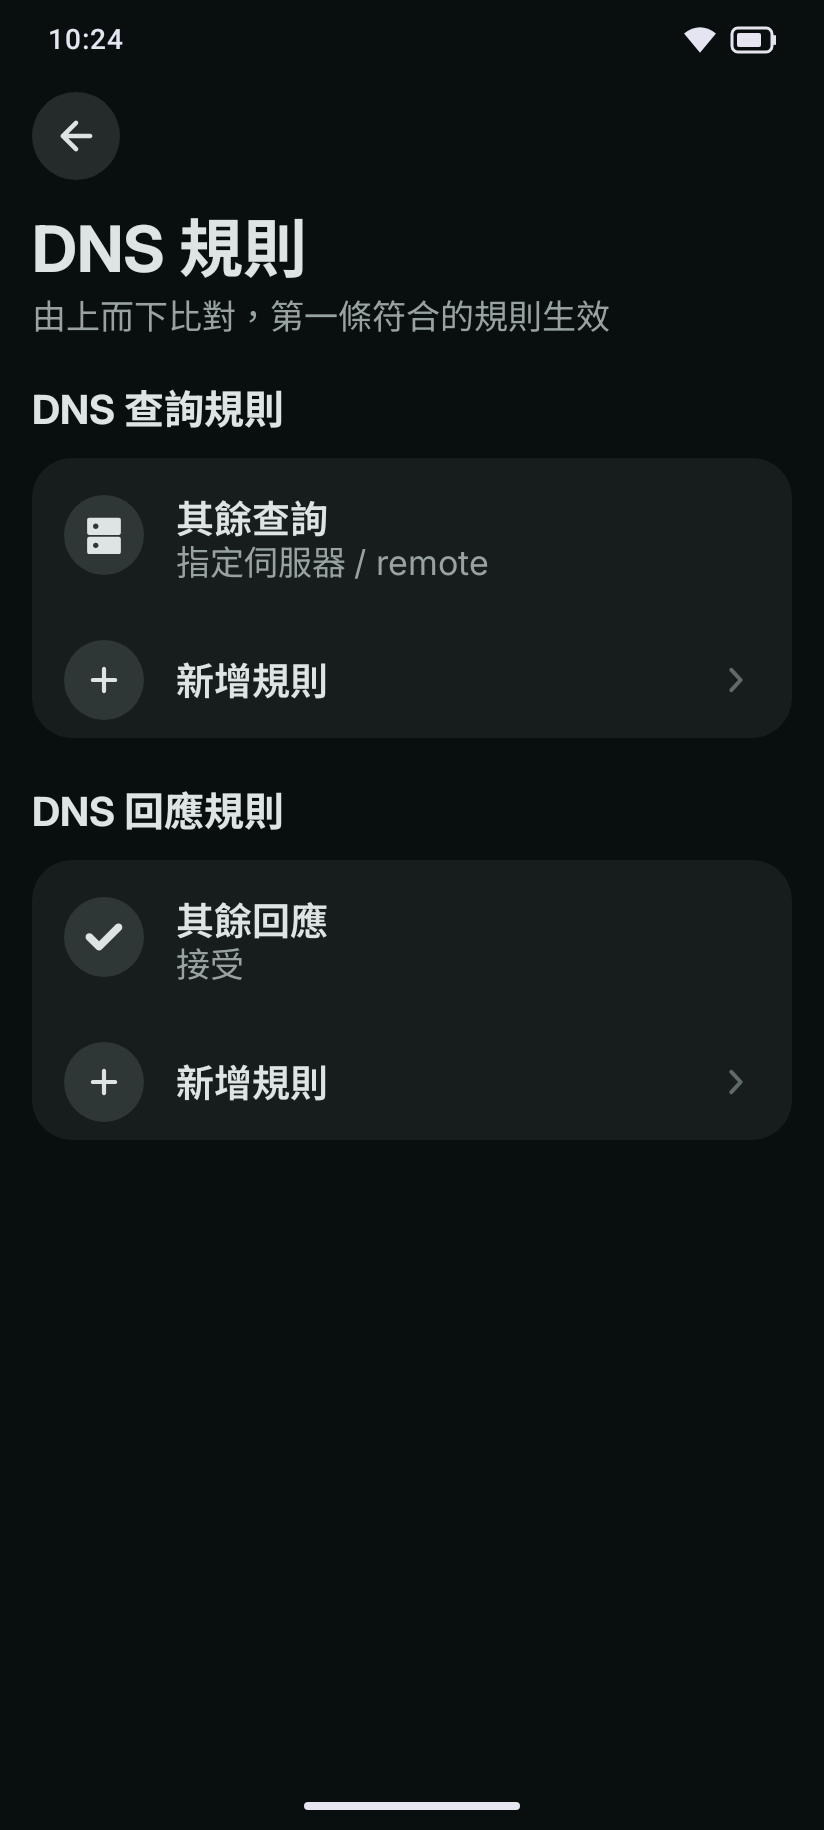 10:24
DNS 規則
由上而下比對，第一條符合的規則生效
DNS 查詢規則
其餘查詢
指定伺服器 / remote
新增規則
DNS 回應規則
其餘回應
接受
新增規則